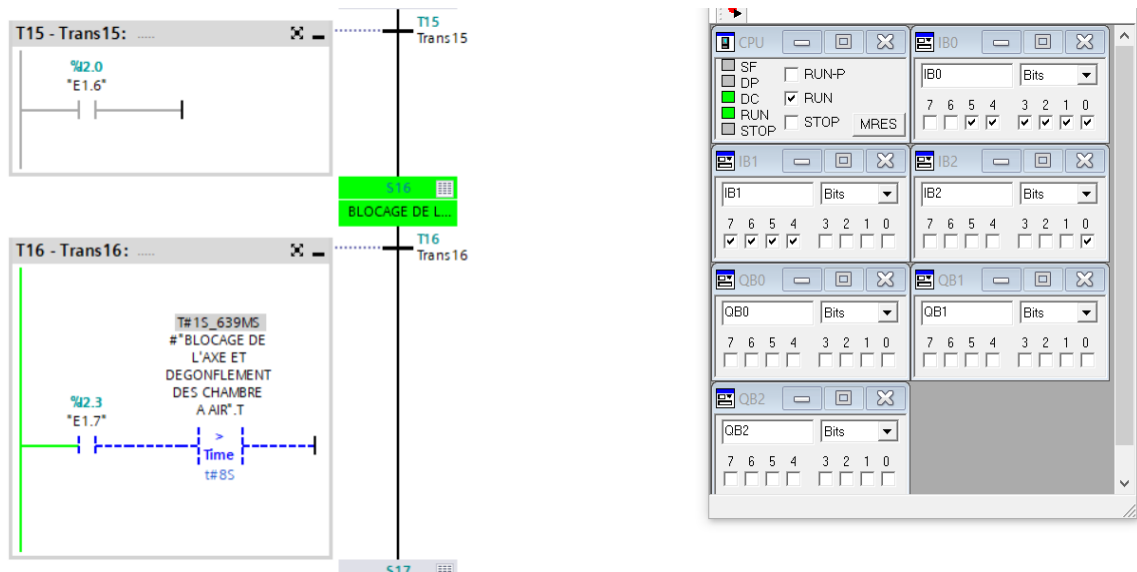 T15 - Trans15: .....
%I2.0
"E1.6"
T15
Trans15
S16
BLOCAGE DE L...
T16 - Trans16: .....
T16
Trans16
T#1S_639MS
#"BLOCAGE DE
L'AXE ET
DEGONFLEMENT
DES CHAMBRE
A AIR".T
%I2.3
"E1.7"
>
Time
t#8S
S17
CPU
SF
DP
DC
RUN
STOP
RUN-P
RUN
STOP
MRES
IB0
IB0
Bits
7 6 5 4 3 2 1 0
IB1
IB1
Bits
7 6 5 4 3 2 1 0
IB2
IB2
Bits
7 6 5 4 3 2 1 0
QB0
QB0
Bits
7 6 5 4 3 2 1 0
QB1
QB1
Bits
7 6 5 4 3 2 1 0
QB2
QB2
Bits
7 6 5 4 3 2 1 0